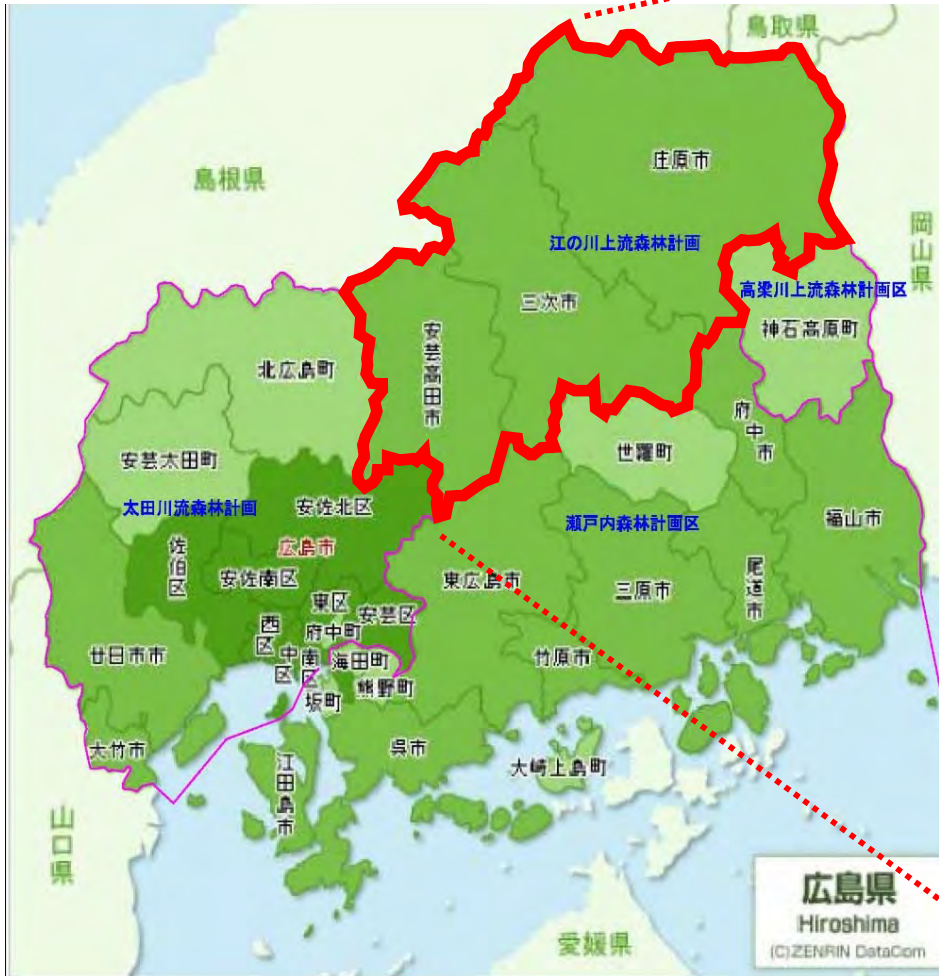 鳥取県
庄原市
島根県
岡山県
江の川上流森林計画
高梁川上流森林計画区
三次市
神石高原町
安芸高田市
北広島町
府中市
世羅町
安芸太田町
太田川流森林計画
安佐北区
瀬戸内森林計画区
福山市
佐伯区
広島市
安佐南区
東広島市
三原市
尾道市
東区
安芸区
西区
府中町
中区
南区
海田町
竹原市
廿日市市
熊野町
坂町
大竹市
呉市
江田島市
大崎上島町
山口県
愛媛県
広島県
Hiroshima
(C)ZENRIN DataCom